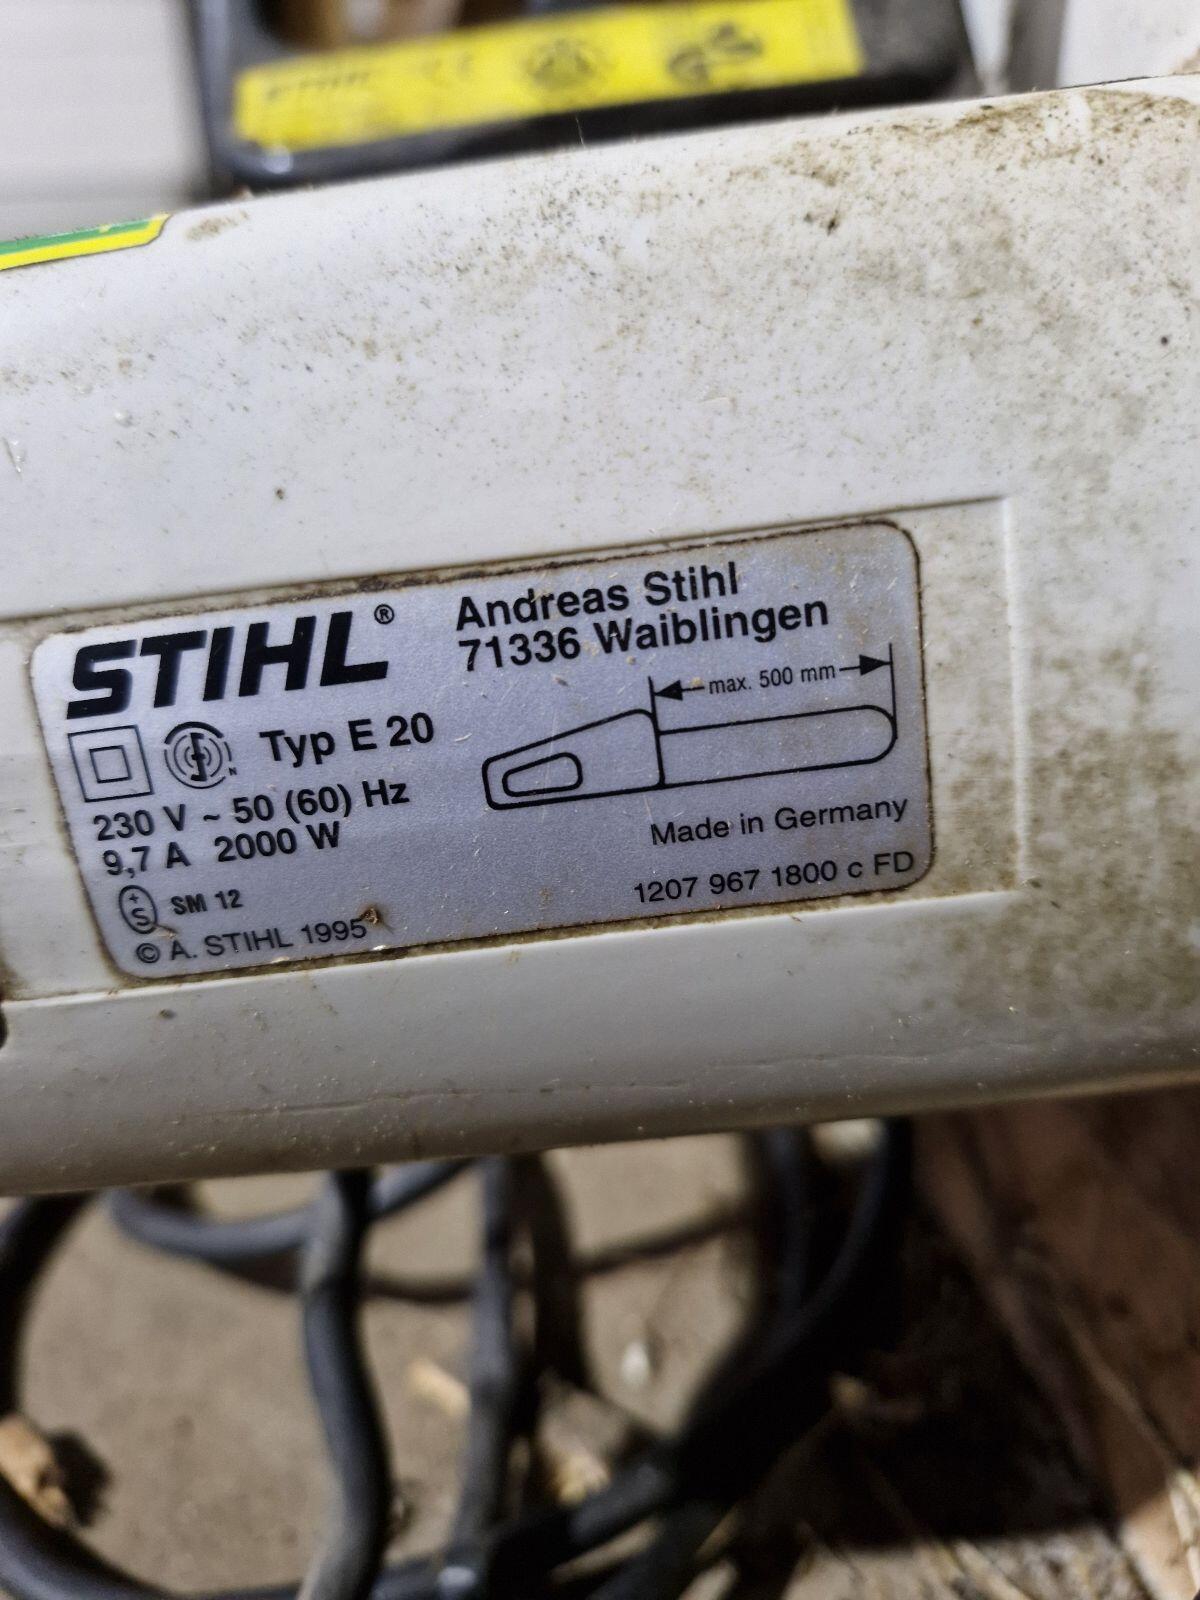 STIHL
STIHL®
Andreas Stihl
71336 Waiblingen
max. 500 mm
Typ E 20
230 V ~ 50 (60) Hz
9,7 A 2000 W
Made in Germany
+S SM 12
1207 967 1800 c FD
© A. STIHL 1995